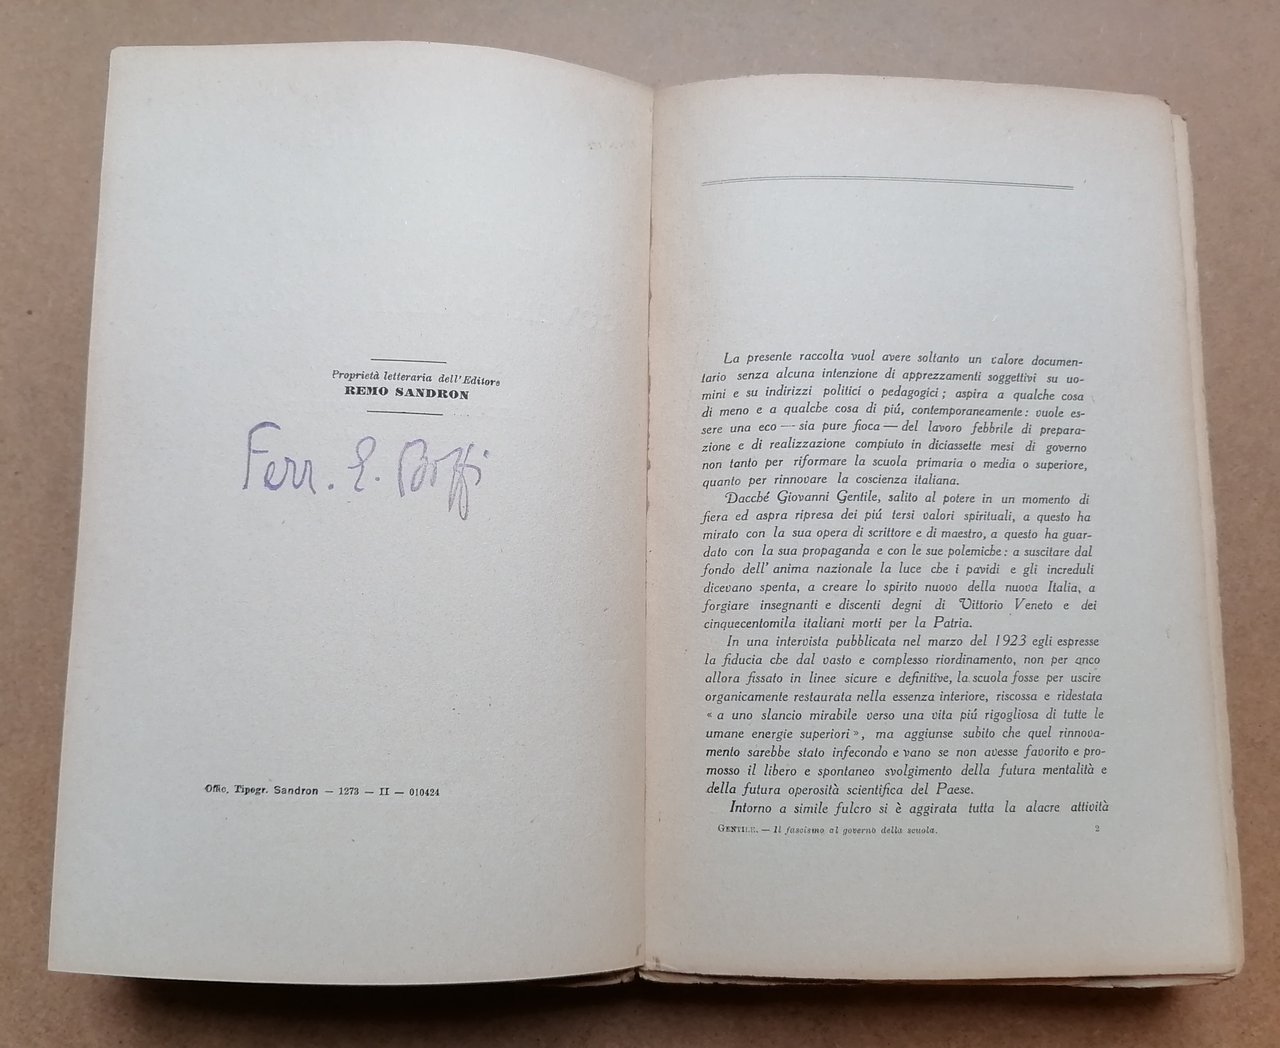 Proprietà letteraria dell'Editore
REMO SANDRON
Ferr. E. Boffi
Offic. Tipogr. Sandron — 1273 — II — 010424
La presente raccolta vuol avere soltanto un valore documen-
tario senza alcuna intenzione di apprezzamenti soggettivi su uo-
mini e su indirizzi politici o pedagogici; aspira a qualche cosa
di meno e a qualche cosa di piú, contemporaneamente: vuole es-
sere una eco — sia pure fioca — del lavoro febbrile di prepara-
zione e di realizzazione compiuto in diciassette mesi di governo
non tanto per riformare la scuola primaria o media o superiore,
quanto per rinnovare la coscienza italiana.
Dacché Giovanni Gentile, salito al potere in un momento di
fiera ed aspra ripresa dei piú tersi valori spirituali, a questo ha
mirato con la sua opera di scrittore e di maestro, a questo ha guar-
dato con la sua propaganda e con le sue polemiche: a suscitare dal
fondo dell'anima nazionale la luce che i pavidi e gli increduli
dicevano spenta, a creare lo spirito nuovo della nuova Italia, a
forgiare insegnanti e discenti degni di Vittorio Veneto e dei
cinquecentomila italiani morti per la Patria.
In una intervista pubblicata nel marzo del 1923 egli espresse
la fiducia che dal vasto e complesso riordinamento, non per anco
allora fissato in linee sicure e definitive, la scuola fosse per uscire
organicamente restaurata nella essenza interiore, riscossa e ridestata
« a uno slancio mirabile verso una vita piú rigogliosa di tutte le
umane energie superiori », ma aggiunse subito che quel rinnova-
mento sarebbe stato infecondo e vano se non avesse favorito e pro-
mosso il libero e spontaneo svolgimento della futura mentalità e
della futura operosità scientifica del Paese.
Intorno a simile fulcro si è aggirata tutta la alacre attività
GENTILE. — Il fascismo al governo della scuola. 2